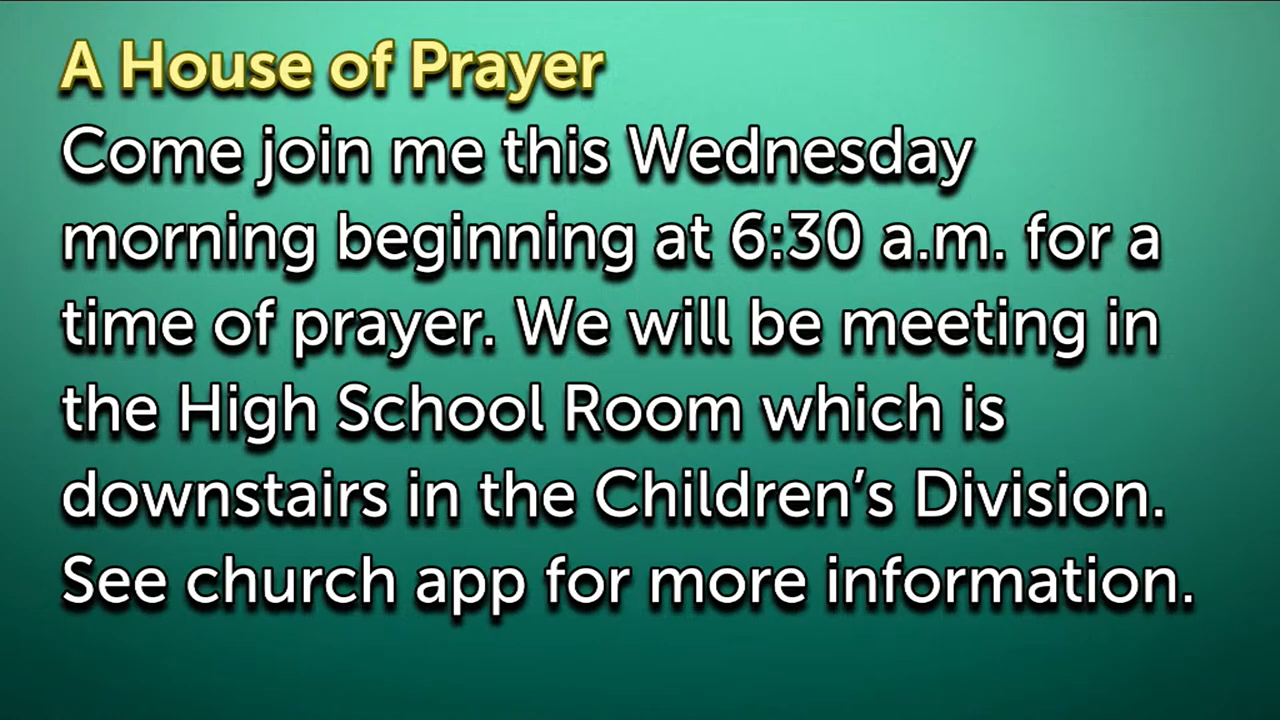 A House of Prayer
Come join me this Wednesday
morning beginning at 6:30 a.m. for a
time of prayer. We will be meeting in
the High School Room which is
downstairs in the Children’s Division.
See church app for more information.